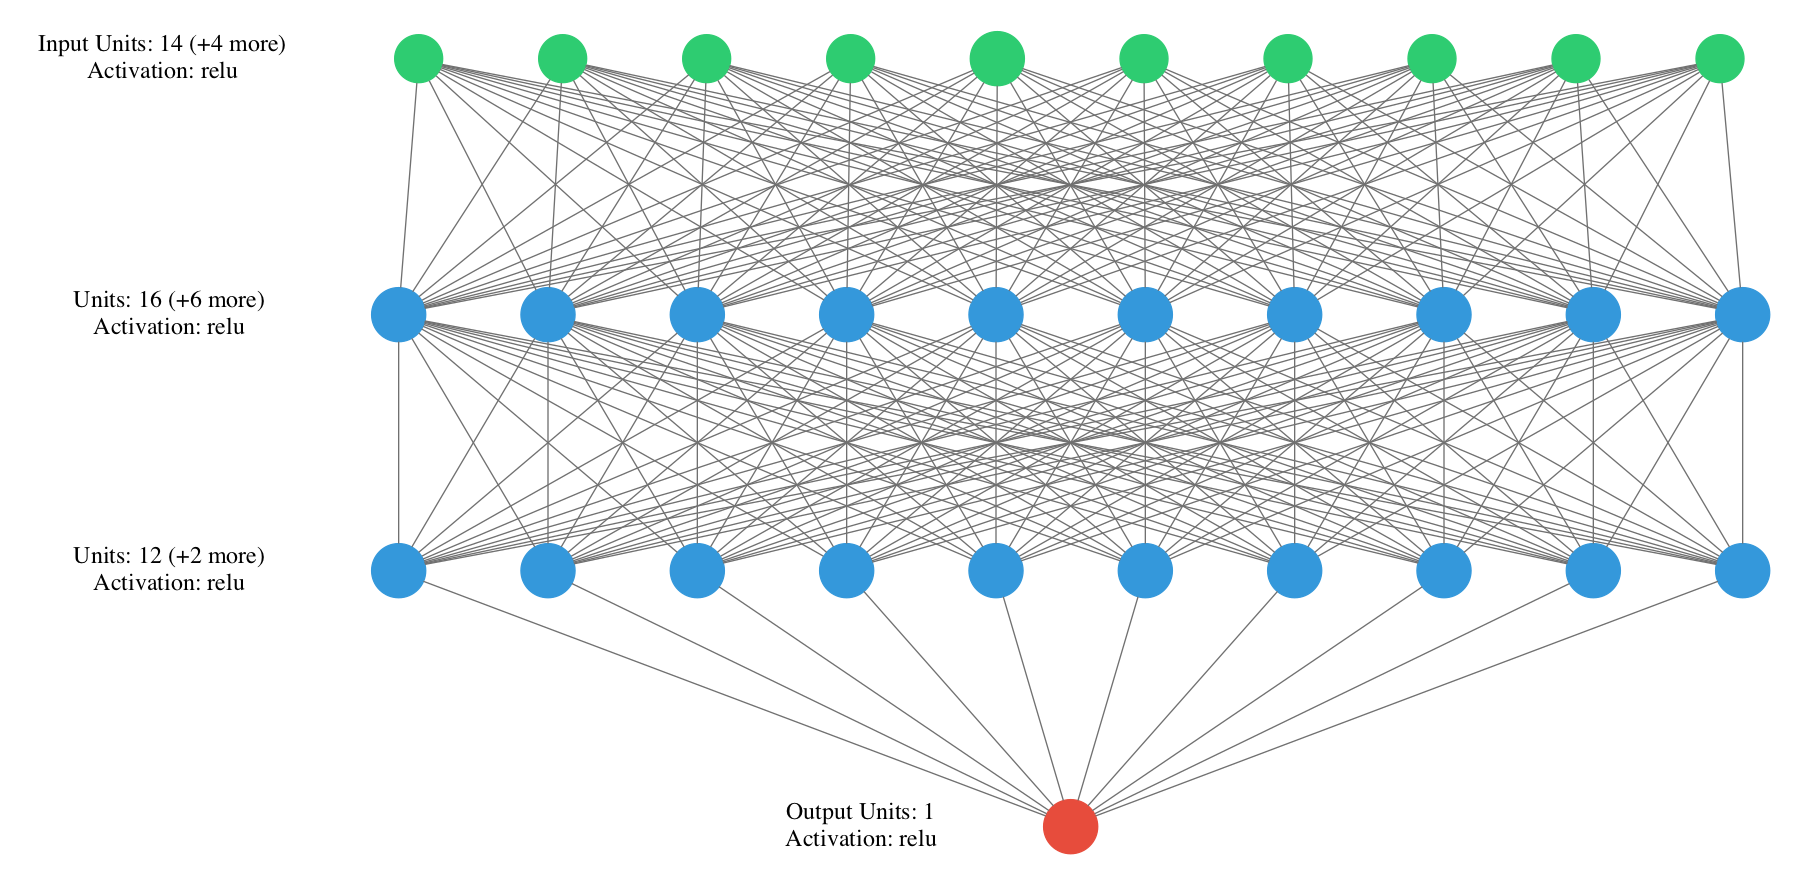 Input Units: 14 (+4 more)
Activation: relu
Units: 16 (+6 more)
Activation: relu
Units: 12 (+2 more)
Activation: relu
Output Units: 1
Activation: relu